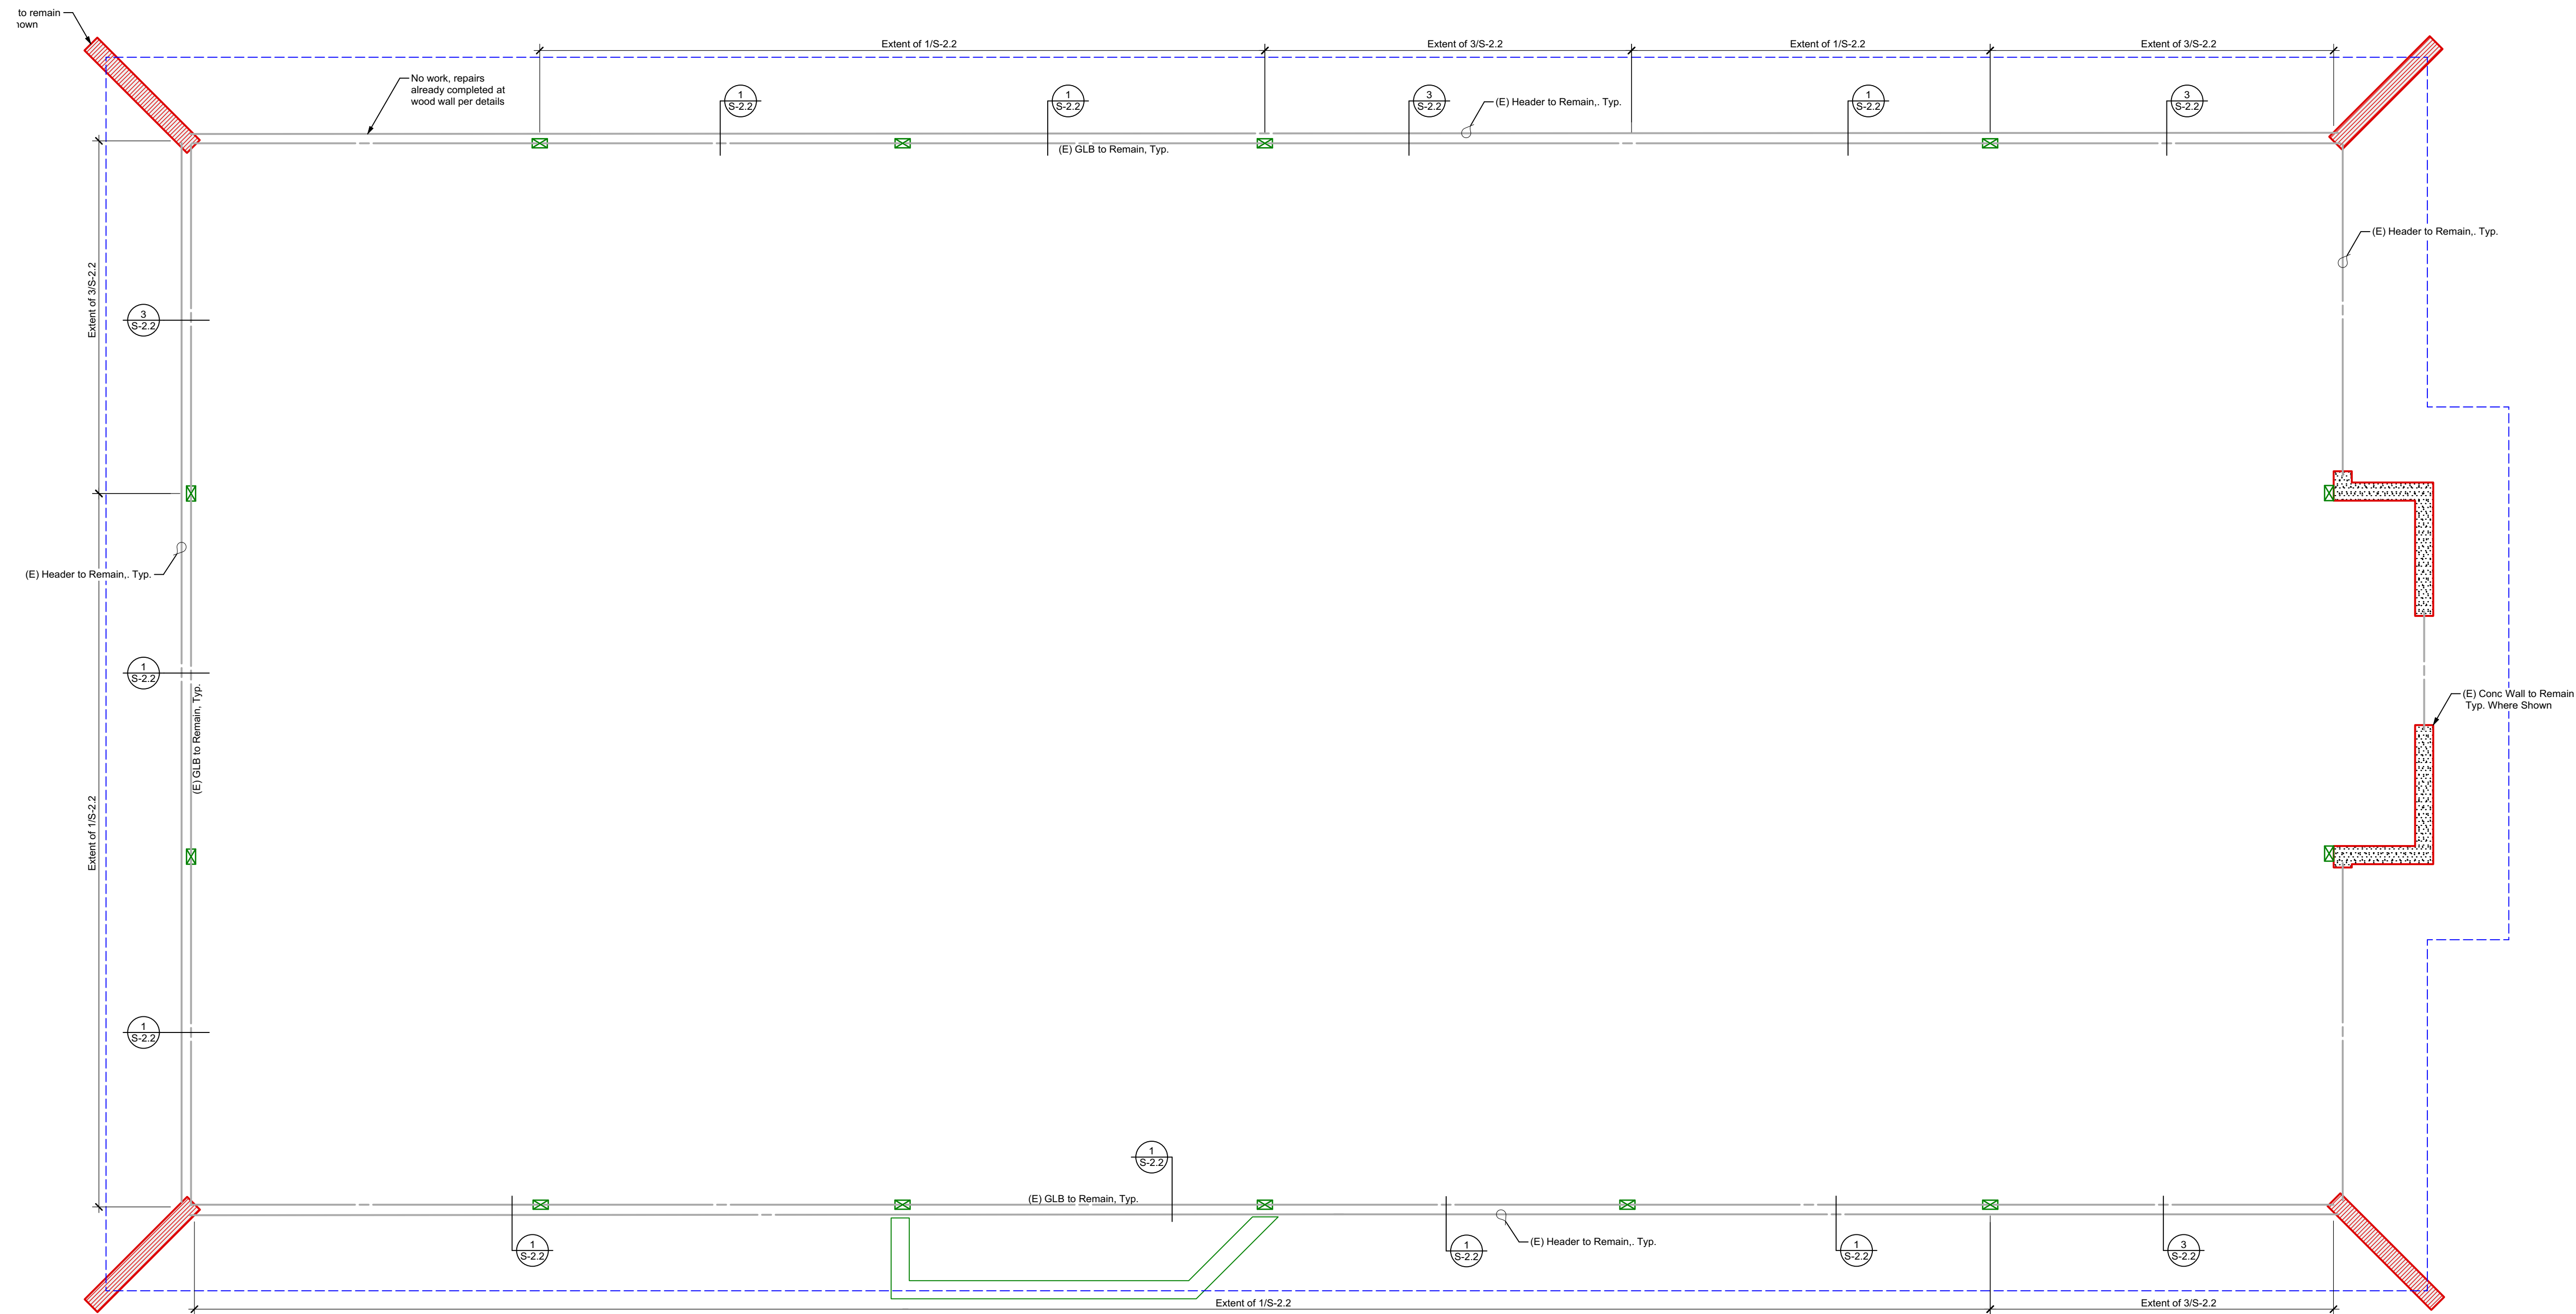 to remain
Extent of 1/S-2.2
Extent of 3/S-2.2
Extent of 1/S-2.2
Extent of 3/S-2.2
No work, repairs
already completed at
wood wall per details
1
S-2.2
1
S-2.2
3
S-2.2
(E) Header to Remain,. Typ.
1
S-2.2
3
S-2.2
(E) GLB to Remain, Typ.
(E) Header to Remain,. Typ.
Extent of 3/S-2.2
3
S-2.2
(E) Header to Remain,. Typ.
1
S-2.2
(E) GLB to Remain, Typ.
(E) Conc Wall to Remain
Typ. Where Shown
Extent of 1/S-2.2
1
S-2.2
1
S-2.2
(E) GLB to Remain, Typ.
1
S-2.2
1
S-2.2
(E) Header to Remain,. Typ.
1
S-2.2
3
S-2.2
Extent of 1/S-2.2
Extent of 3/S-2.2